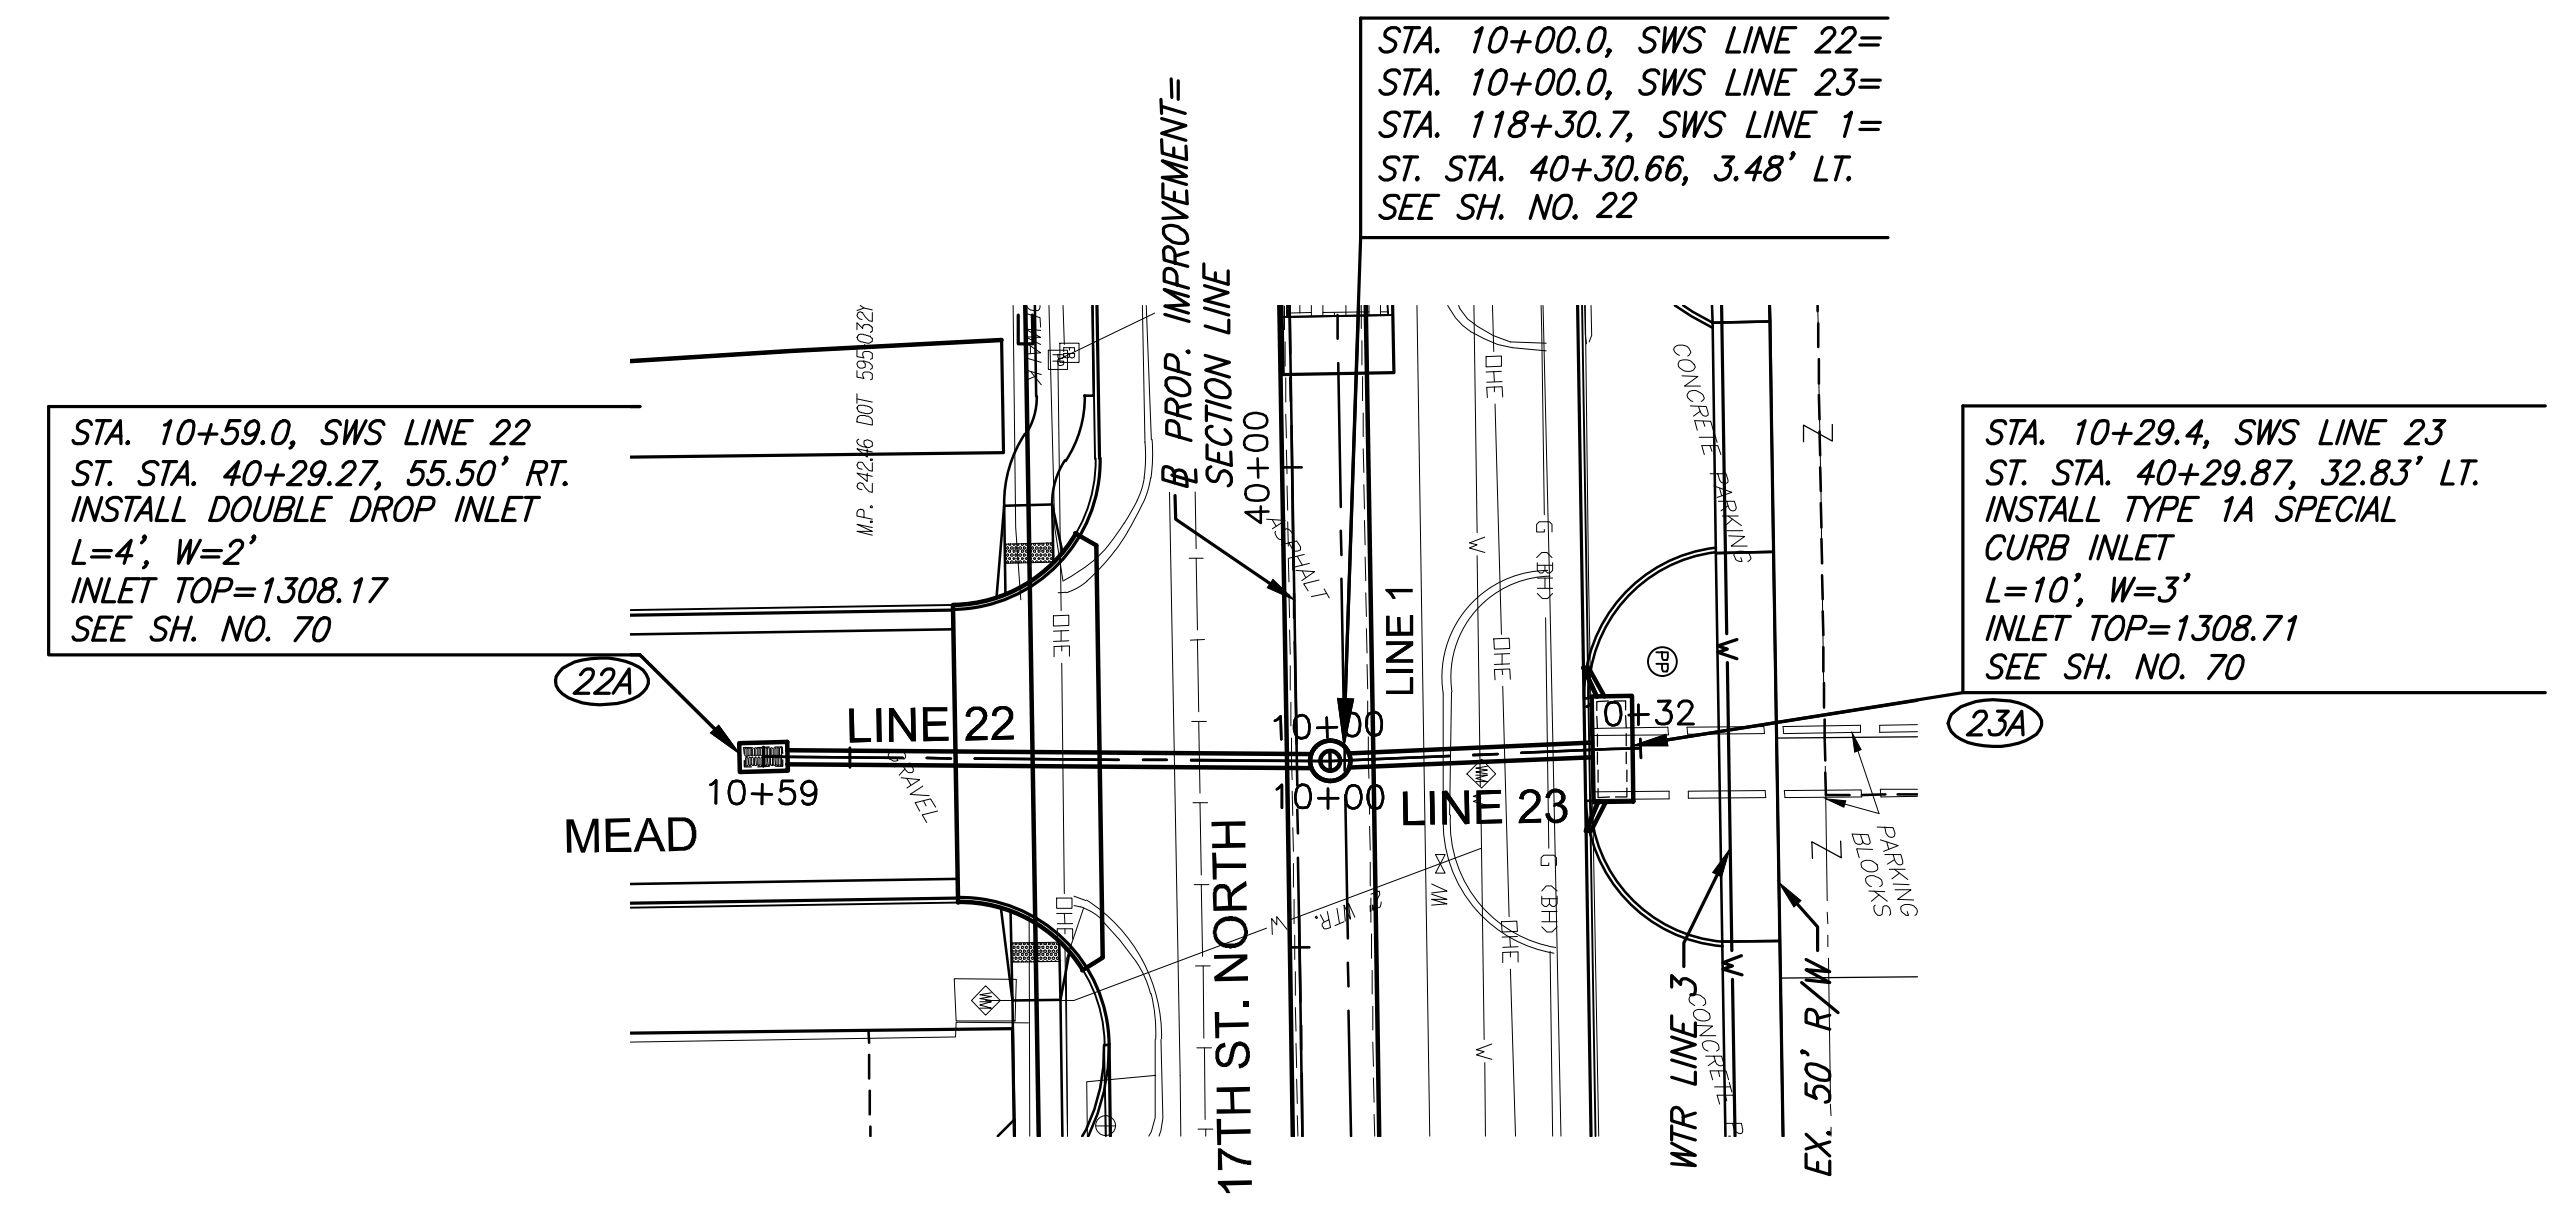 STA. 10+00.0, SWS LINE 22=
STA. 10+00.0, SWS LINE 23=
STA. 118+30.7, SWS LINE 1=
ST. STA. 40+30.66, 3.48' LT.
SEE SH. NO. 22
PROP. IMPROVEMENT=
SECTION LINE
40+00
M.P. 242.46 DOT 595032Y
STA. 10+59.0, SWS LINE 22
ST. STA. 40+29.27, 55.50' RT.
INSTALL DOUBLE DROP INLET
L=4', W=2'
INLET TOP=1308.17
SEE SH. NO. 70
22A
STA. 10+29.4, SWS LINE 23
ST. STA. 40+29.87, 32.83' LT.
INSTALL TYPE 1A SPECIAL
CURB INLET
L=10', W=3'
INLET TOP=1308.71
SEE SH. NO. 70
23A
CONCRETE PARKING
ASPHALT
OHE
OHE
G (BH)
W
LINE 1
OHE
OHE
PP
W
LINE 22
10+00
0+32
10+59
GRAVEL
10+00
LINE 23
MEAD
17TH ST. NORTH
PARKING
BLOCKS
OHE
WTR.
G (BH)
OHE
W
W
WTR LINE 3
CONCRETE
EX. 50' R/W